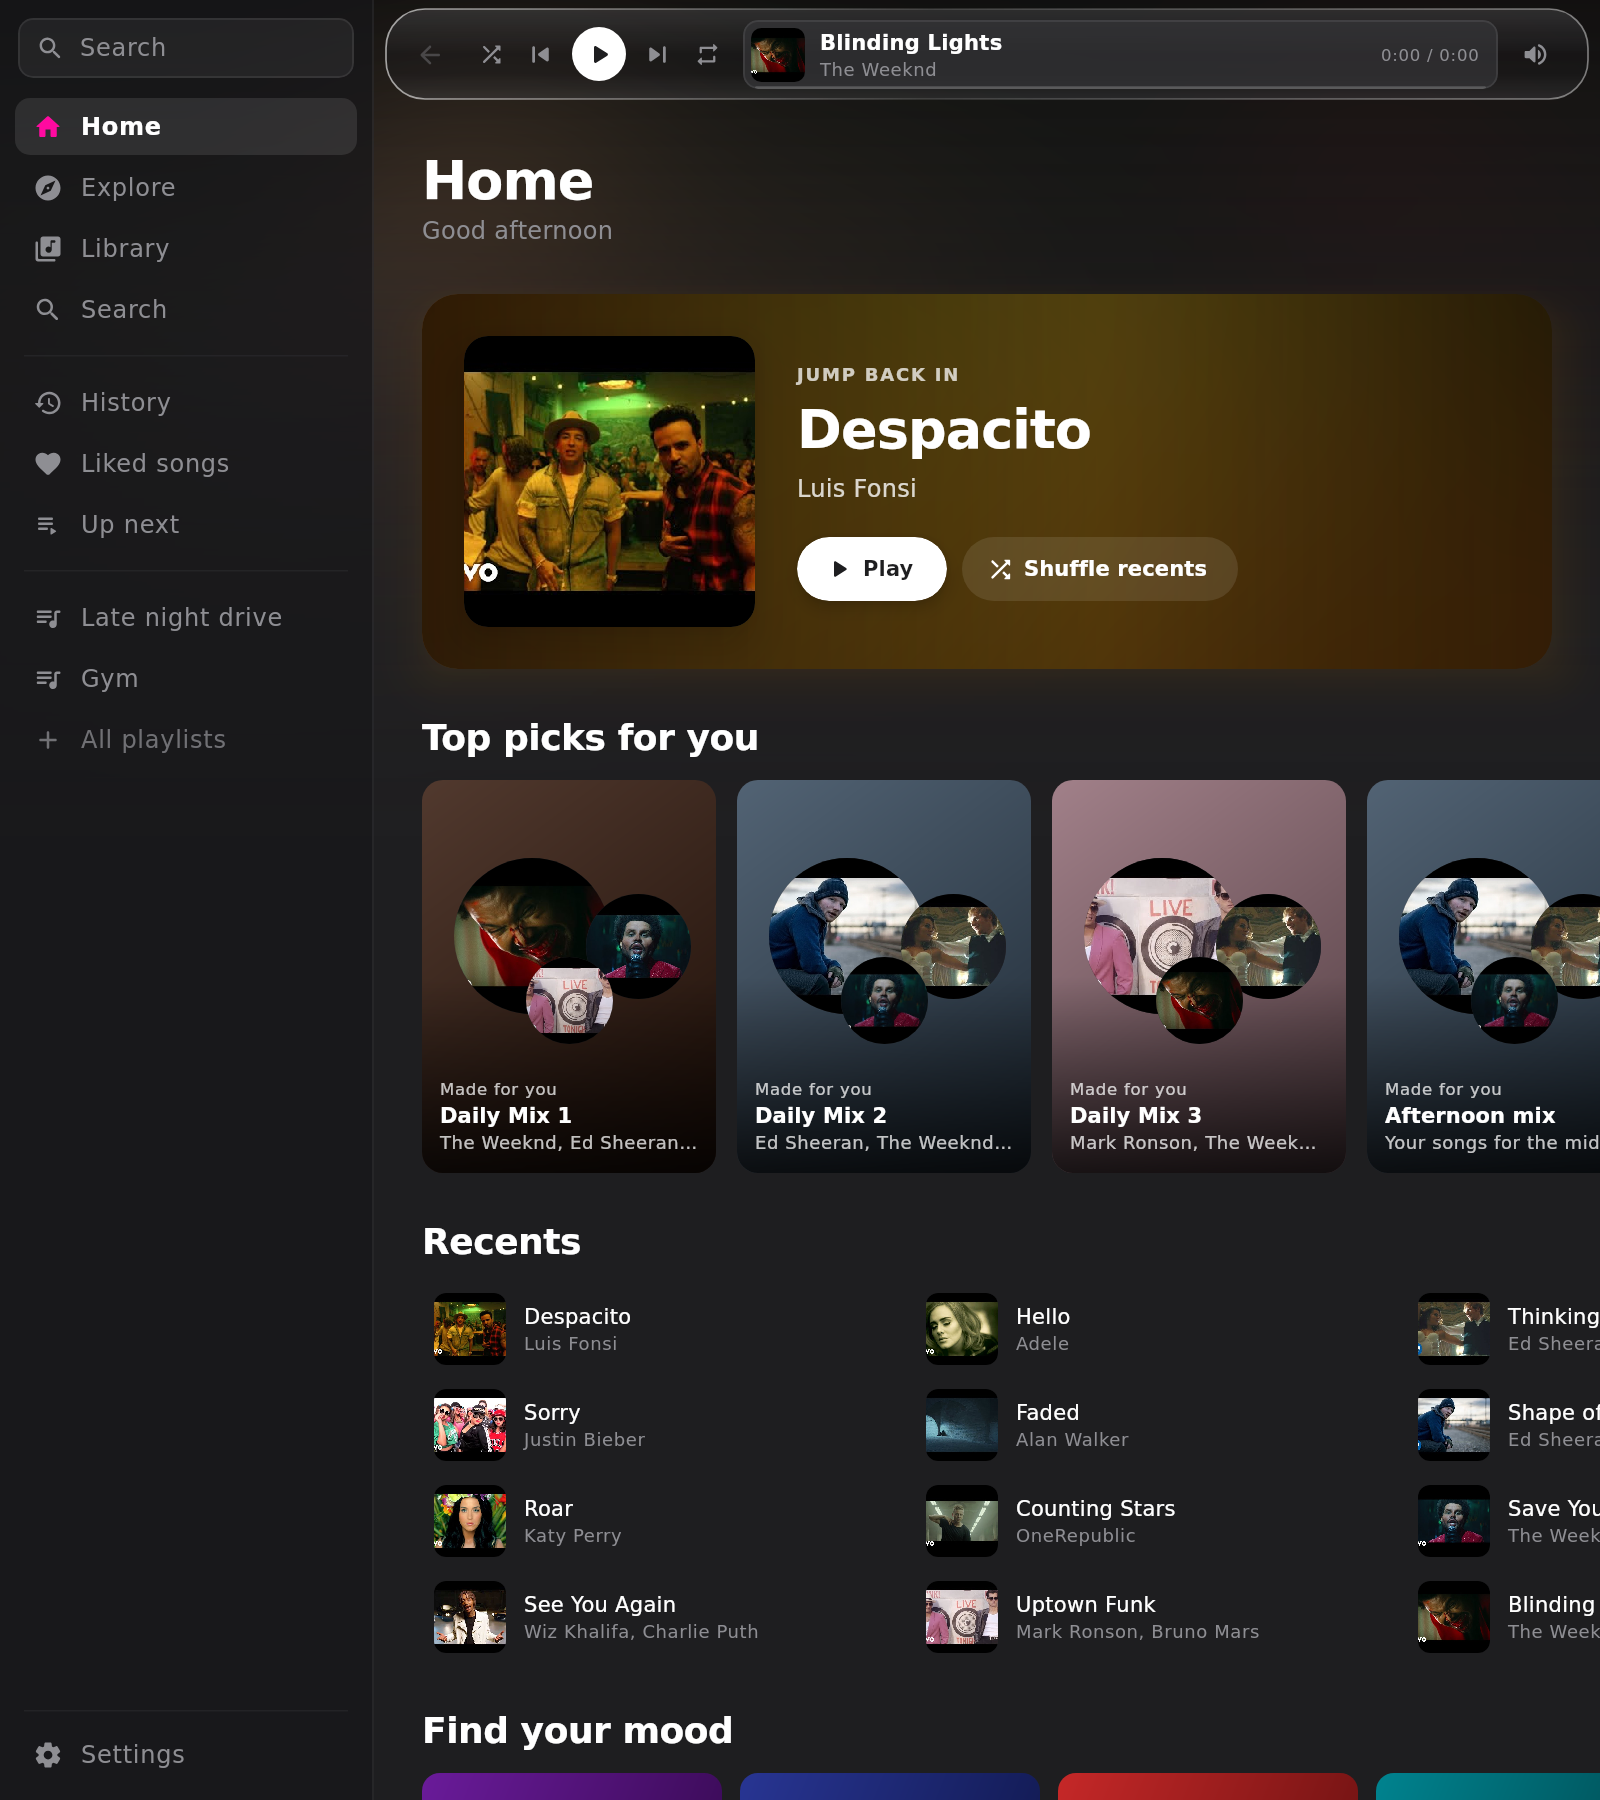 Search
Home
Explore
Library
Search
History
Liked songs
Up next
Late night drive
Gym
All playlists
Settings
Blinding Lights
The Weeknd
0:00 / 0:00
Home
Good afternoon
JUMP BACK IN
Despacito
Luis Fonsi
Play
Shuffle recents
Top picks for you
Made for you
Daily Mix 1
The Weeknd, Ed Sheeran...
Made for you
Daily Mix 2
Ed Sheeran, The Weeknd...
LIVE
Made for you
Daily Mix 3
Mark Ronson, The Week...
Made for you
Afternoon mix
Your songs for the mid
Recents
Despacito
Luis Fonsi
Hello
Adele
Thinking
Ed Sheera
Sorry
Justin Bieber
Faded
Alan Walker
Shape of
Ed Sheera
Roar
Katy Perry
Counting Stars
OneRepublic
Save You
The Week
See You Again
Wiz Khalifa, Charlie Puth
Uptown Funk
Mark Ronson, Bruno Mars
Blinding
The Week
Find your mood